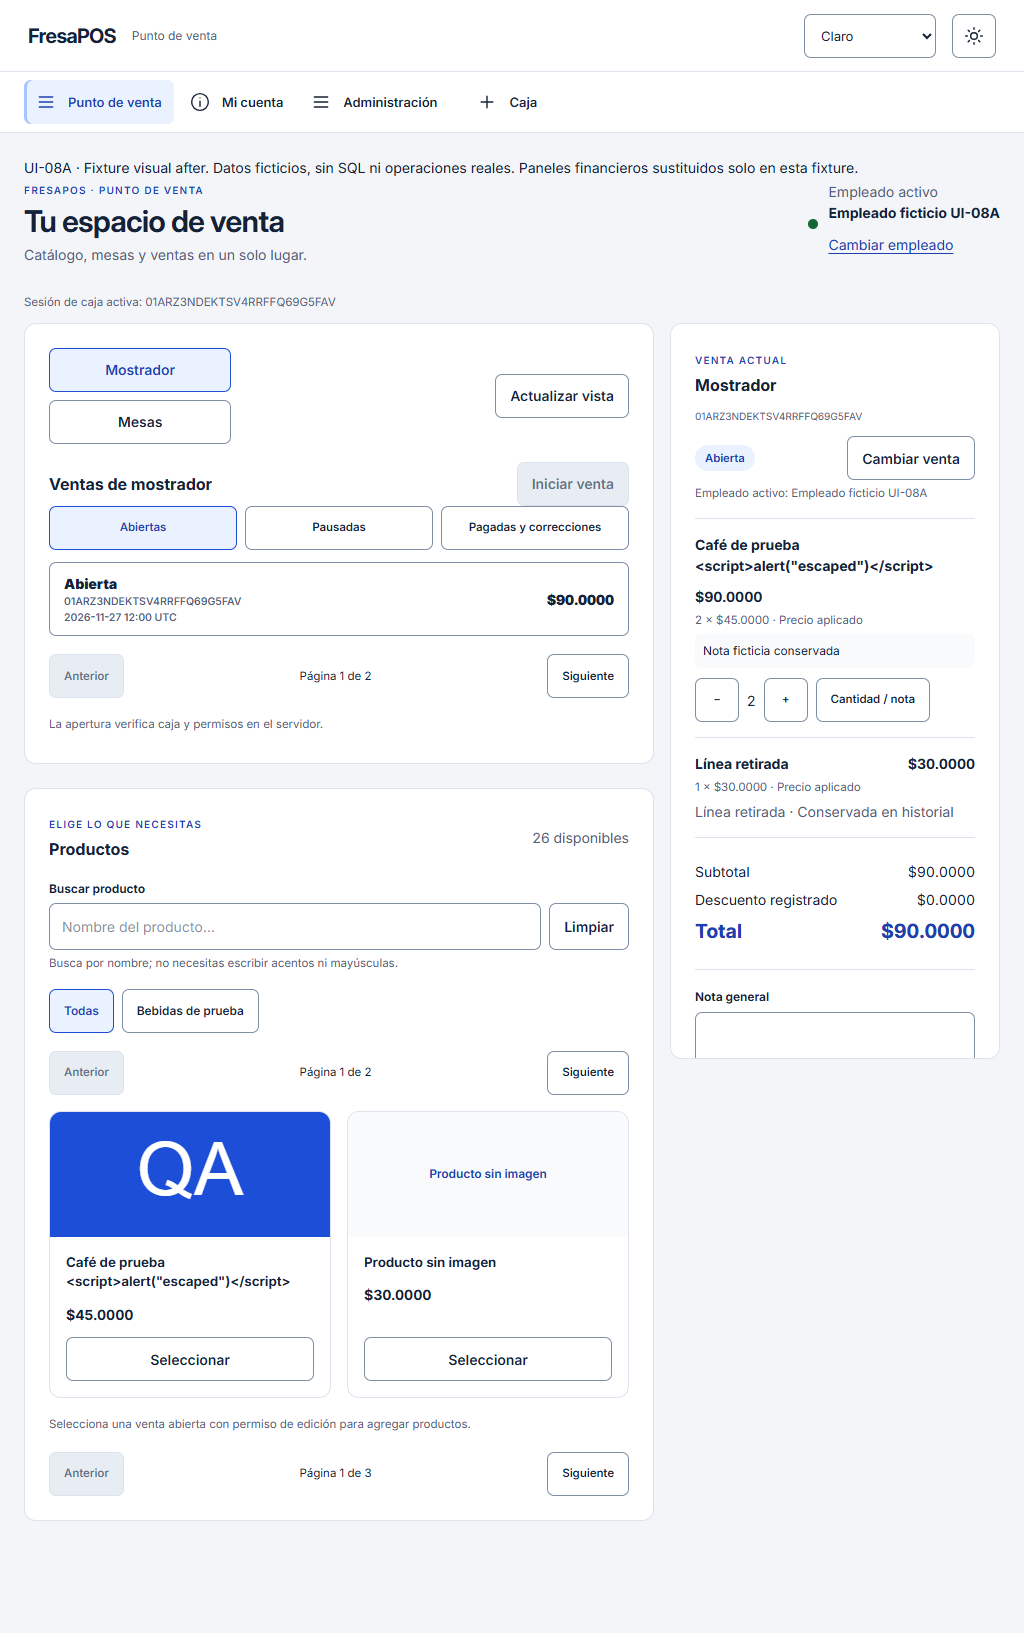 FresaPOS
Punto de venta
Claro
Punto de venta
Mi cuenta
Administración
Caja
UI-08A · Fixture visual after. Datos ficticios, sin SQL ni operaciones reales. Paneles financieros sustituidos solo en esta fixture.
FRESAPOS · PUNTO DE VENTA
Tu espacio de venta
Catálogo, mesas y ventas en un solo lugar.
Empleado activo
Empleado ficticio UI-08A
Cambiar empleado
Sesión de caja activa: 01ARZ3NDEKTSV4RRFFQ69G5FAV
Mostrador
Mesas
Actualizar vista
Ventas de mostrador
Iniciar venta
Abiertas
Pausadas
Pagadas y correcciones
Abierta
01ARZ3NDEKTSV4RRFFQ69G5FAV
2026-11-27 12:00 UTC
$90.0000
Anterior
Página 1 de 2
Siguiente
La apertura verifica caja y permisos en el servidor.
ELIGE LO QUE NECESITAS
Productos
26 disponibles
Buscar producto
Nombre del producto...
Limpiar
Busca por nombre; no necesitas escribir acentos ni mayúsculas.
Todas
Bebidas de prueba
Anterior
Página 1 de 2
Siguiente
QA
Café de prueba
<script>alert("escaped")</script>
$45.0000
Seleccionar
Producto sin imagen
Producto sin imagen
$30.0000
Seleccionar
Selecciona una venta abierta con permiso de edición para agregar productos.
Anterior
Página 1 de 3
Siguiente
VENTA ACTUAL
Mostrador
01ARZ3NDEKTSV4RRFFQ69G5FAV
Abierta
Cambiar venta
Empleado activo: Empleado ficticio UI-08A
Café de prueba
<script>alert("escaped")</script>
$90.0000
2 × $45.0000 · Precio aplicado
Nota ficticia conservada
−
2
+
Cantidad / nota
Línea retirada
$30.0000
1 × $30.0000 · Precio aplicado
Línea retirada · Conservada en historial
Subtotal
$90.0000
Descuento registrado
$0.0000
Total
$90.0000
Nota general